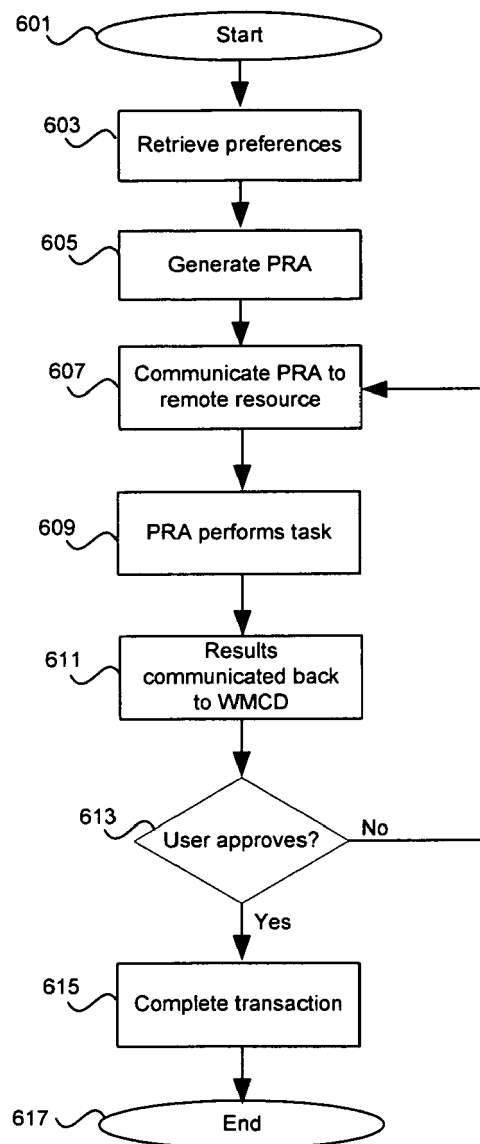 601
Start
603
Retrieve preferences
605
Generate PRA
607
Communicate PRA to
remote resource
609
PRA performs task
611
Results
communicated back
to WMCD
613
User approves?
No
Yes
615
Complete transaction
617
End